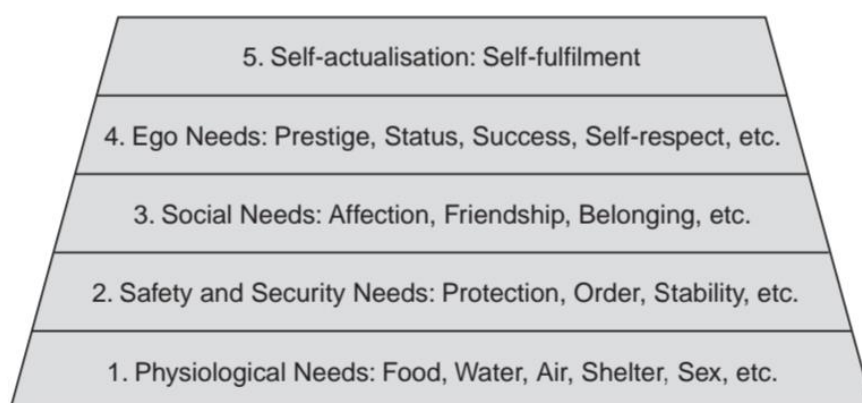 5. Self-actualisation: Self-fulfilment
4. Ego Needs: Prestige, Status, Success, Self-respect, etc.
3. Social Needs: Affection, Friendship, Belonging, etc.
2. Safety and Security Needs: Protection, Order, Stability, etc.
1. Physiological Needs: Food, Water, Air, Shelter, Sex, etc.